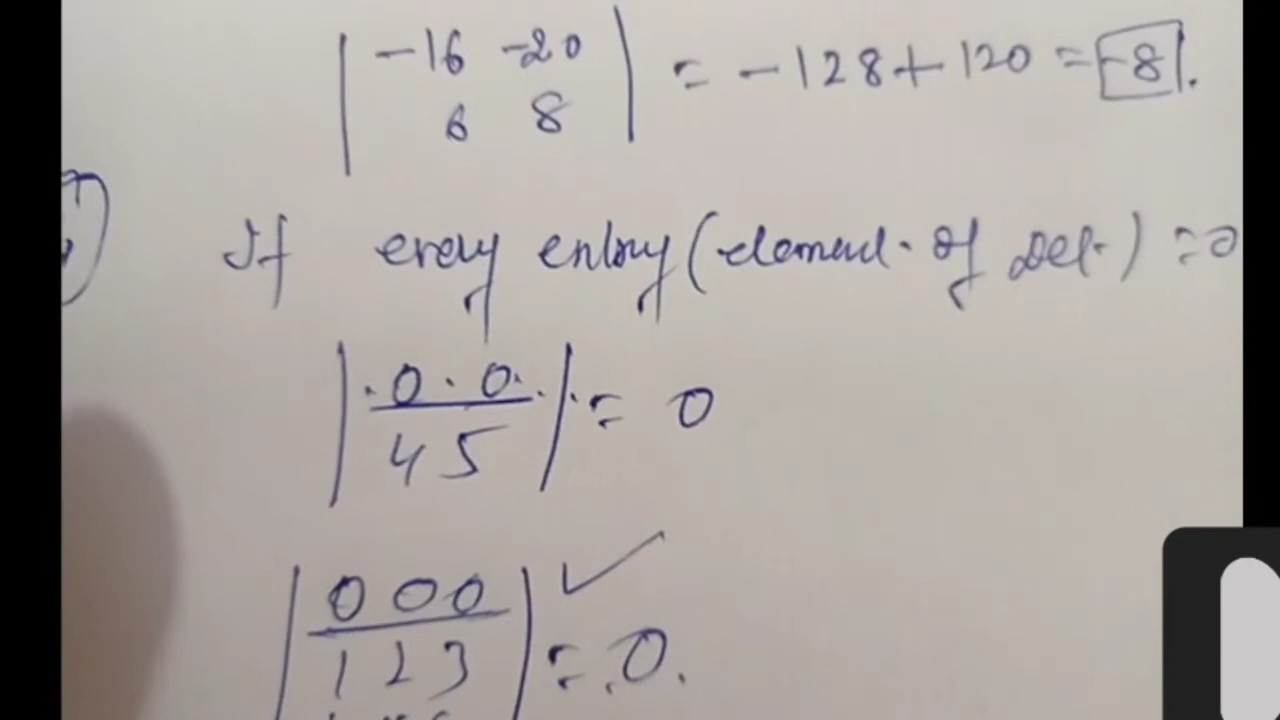 | -16 -20 | = -128 + 120 = -8 .
| 6 8 |
If every entry (element of Det.) = 0
| 0 0 | = 0
| 4 5 |
| 0 0 0 | ✓
| 1 2 3 | = 0.